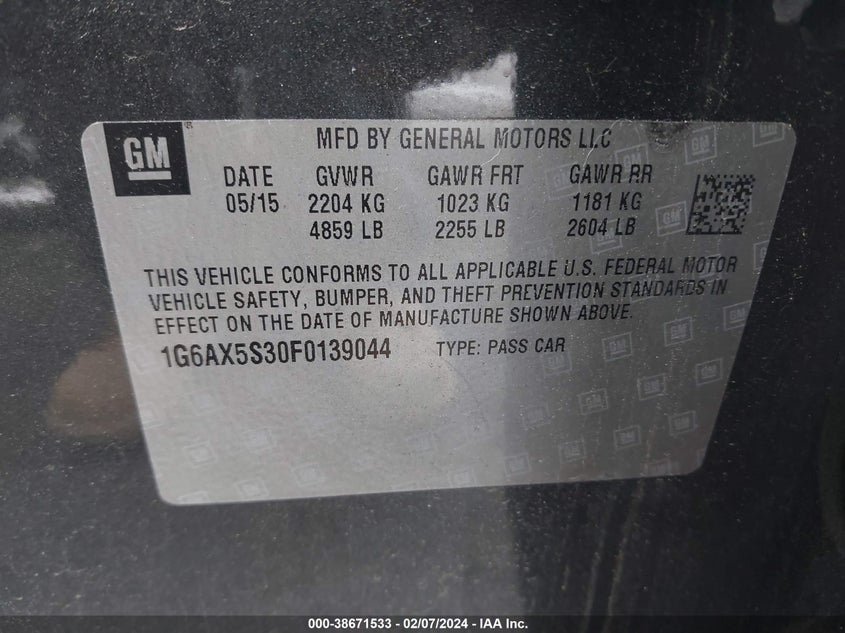 GM
MFD BY GENERAL MOTORS LLC
DATE GVWR GAWR FRT GAWR RR
05/15 2204 KG 1023 KG 1181 KG
4859 LB 2255 LB 2604 LB
THIS VEHICLE CONFORMS TO ALL APPLICABLE U.S. FEDERAL MOTOR
VEHICLE SAFETY, BUMPER, AND THEFT PREVENTION STANDARDS IN
EFFECT ON THE DATE OF MANUFACTURE SHOWN ABOVE.
1G6AX5S30F0139044 TYPE: PASS CAR
000-38671533 - 02/07/2024 - IAA Inc.